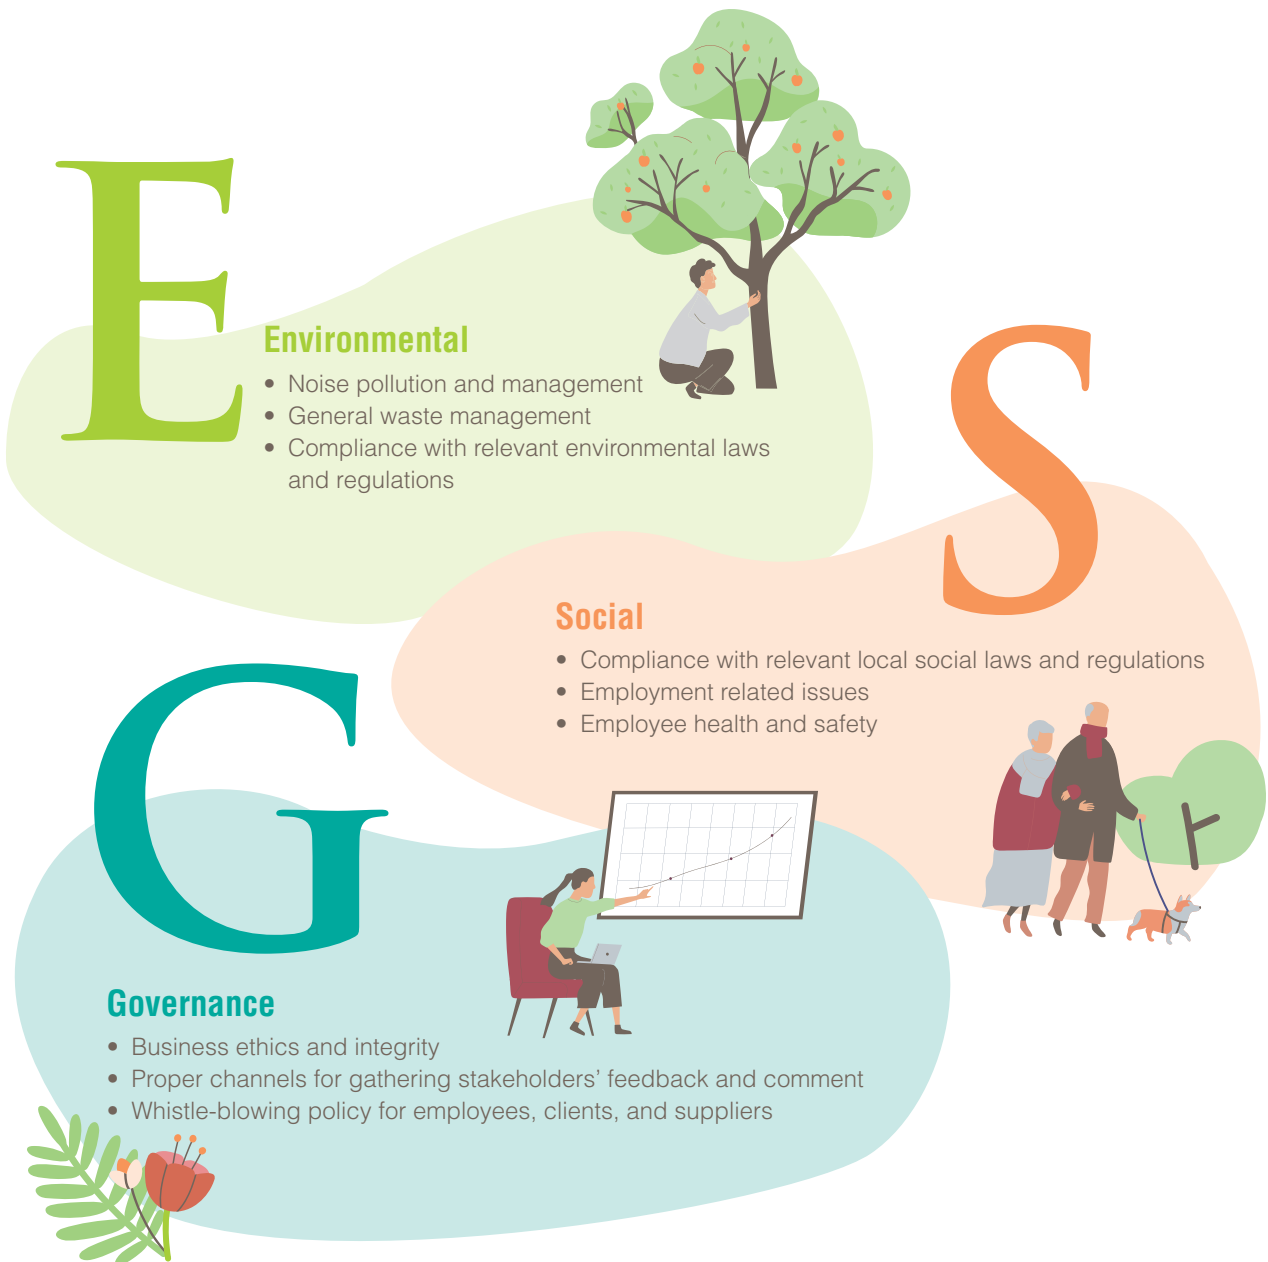 E
Environmental
• Noise pollution and management
• General waste management
• Compliance with relevant environmental laws
and regulations
S
Social
• Compliance with relevant local social laws and regulations
• Employment related issues
• Employee health and safety
G
Governance
• Business ethics and integrity
• Proper channels for gathering stakeholders’ feedback and comment
• Whistle-blowing policy for employees, clients, and suppliers